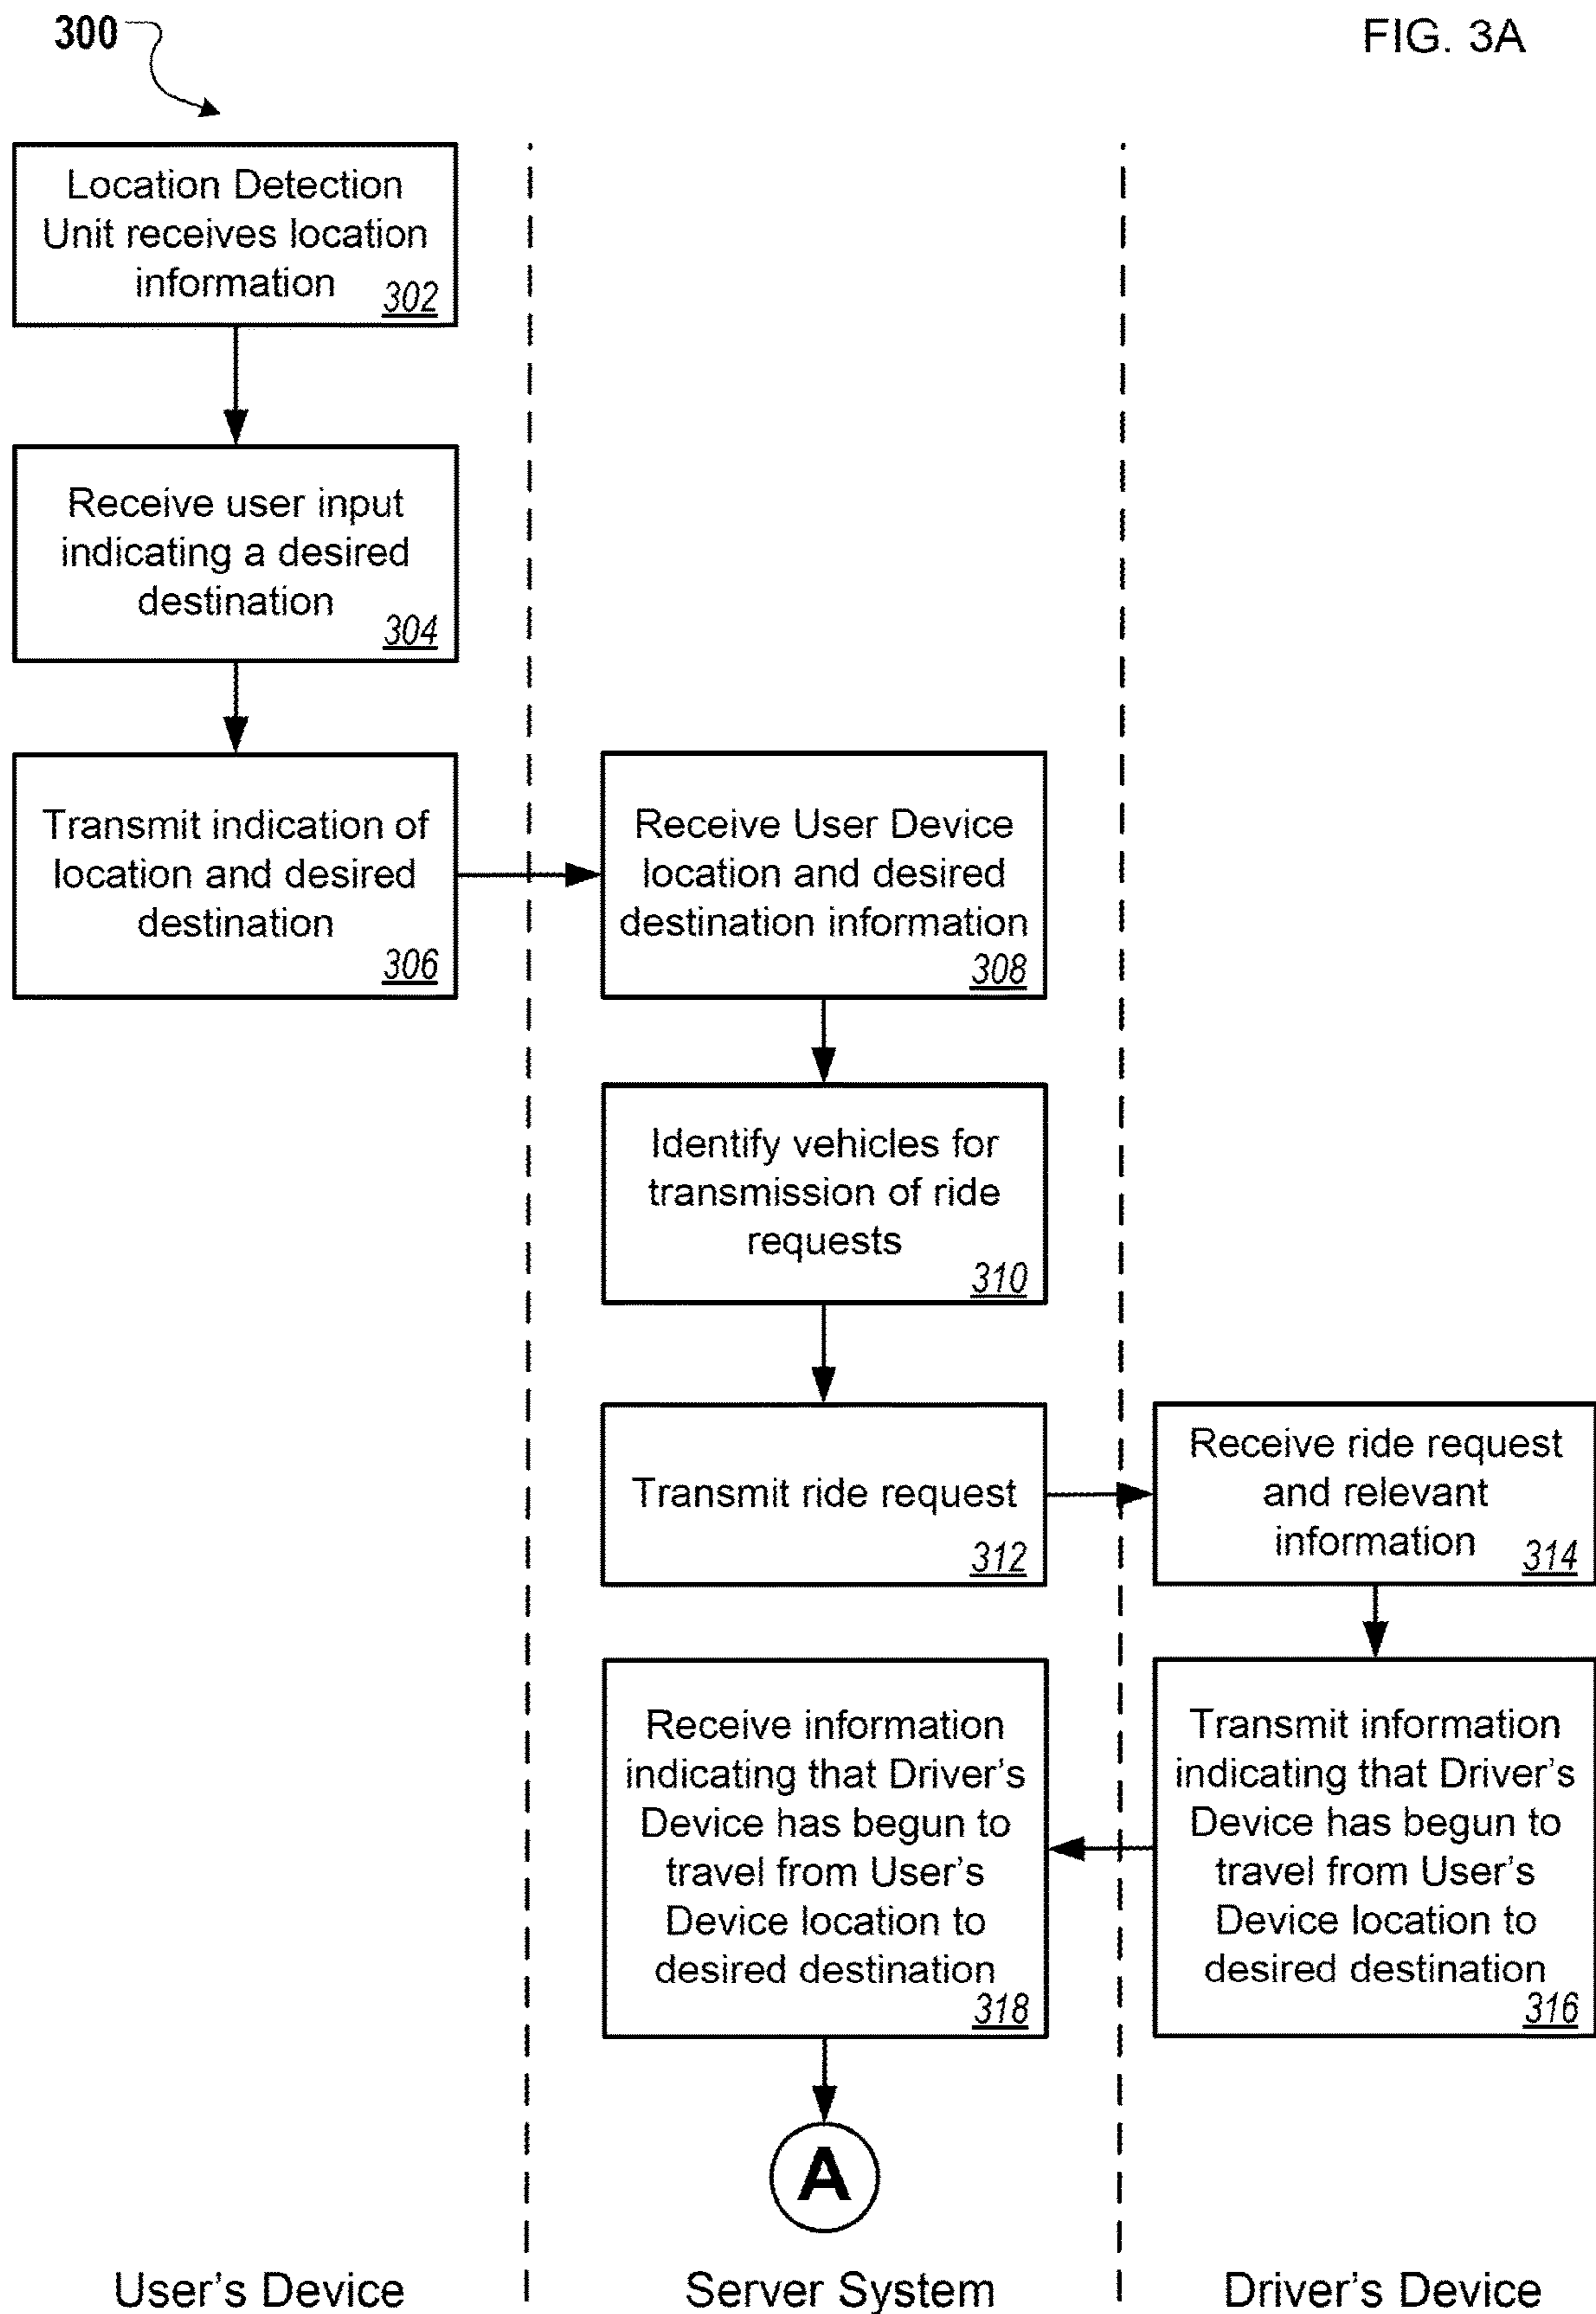 300
FIG. 3A
Location Detection
Unit receives location
information
302
Receive user input
indicating a desired
destination
304
Transmit indication of
location and desired
destination
306
Receive User Device
location and desired
destination information
308
Identify vehicles for
transmission of ride
requests
310
Transmit ride request
312
Receive ride request
and relevant
information
314
Transmit information
indicating that Driver's
Device has begun to
travel from User's
Device location to
desired destination
316
Receive information
indicating that Driver's
Device has begun to
travel from User's
Device location to
desired destination
318
A
User's Device
Server System
Driver's Device